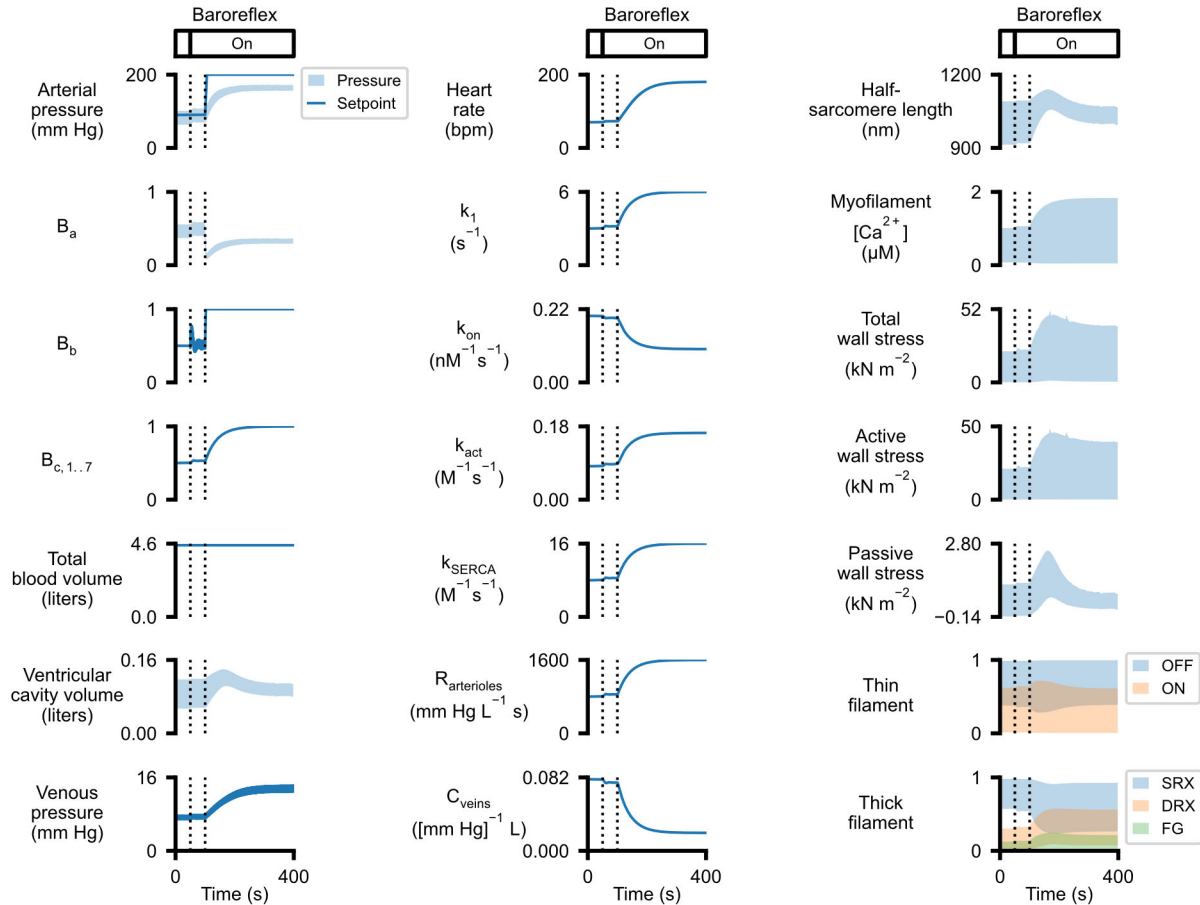 Baroreflex
On
Arterial
pressure
(mm Hg)
200
0
Pressure
Setpoint
B_a
1
0
B_b
1
0
B_c, 1..7
1
0
Total
blood volume
(liters)
4.6
0.0
Ventricular
cavity volume
(liters)
0.16
0.00
Venous
pressure
(mm Hg)
16
0
0 400
Time (s)
Baroreflex
On
Heart
rate
(bpm)
200
0
k_1
(s^−1)
6
0
k_on
(nM^−1 s^−1)
0.22
0.00
k_act
(M^−1 s^−1)
0.18
0.00
k_SERCA
(M^−1 s^−1)
16
0
R_arterioles
(mm Hg L^−1 s)
1600
0
C_veins
([mm Hg]^−1 L)
0.082
0.000
0 400
Time (s)
Baroreflex
On
Half-
sarcomere length
(nm)
1200
900
Myofilament
[Ca^2+]
(μM)
2
0
Total
wall stress
(kN m^−2)
52
0
Active
wall stress
(kN m^−2)
50
0
Passive
wall stress
(kN m^−2)
2.80
−0.14
Thin
filament
1
0
OFF
ON
Thick
filament
1
0
SRX
DRX
FG
0 400
Time (s)